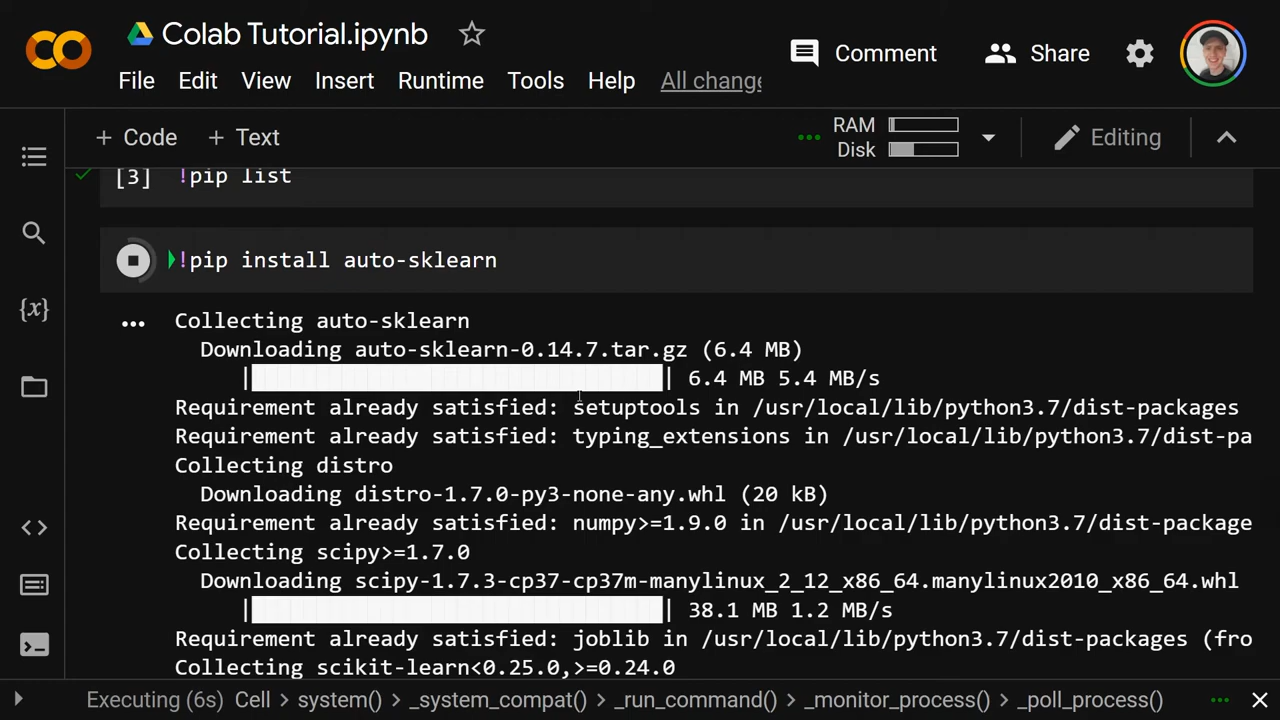 Colab Tutorial.ipynb
Comment
Share
File Edit View Insert Runtime Tools Help All change
+ Code + Text
RAM
Disk
Editing
[3] !pip list
!pip install auto-sklearn
Collecting auto-sklearn
Downloading auto-sklearn-0.14.7.tar.gz (6.4 MB)
| | 6.4 MB 5.4 MB/s
Requirement already satisfied: setuptools in /usr/local/lib/python3.7/dist-packages
Requirement already satisfied: typing_extensions in /usr/local/lib/python3.7/dist-pa
Collecting distro
Downloading distro-1.7.0-py3-none-any.whl (20 kB)
Requirement already satisfied: numpy>=1.9.0 in /usr/local/lib/python3.7/dist-package
Collecting scipy>=1.7.0
Downloading scipy-1.7.3-cp37-cp37m-manylinux_2_12_x86_64.manylinux2010_x86_64.whl
| | 38.1 MB 1.2 MB/s
Requirement already satisfied: joblib in /usr/local/lib/python3.7/dist-packages (fro
Collecting scikit-learn<0.25.0,>=0.24.0
Executing (6s) Cell > system() > _system_compat() > _run_command() > _monitor_process() > _poll_process()